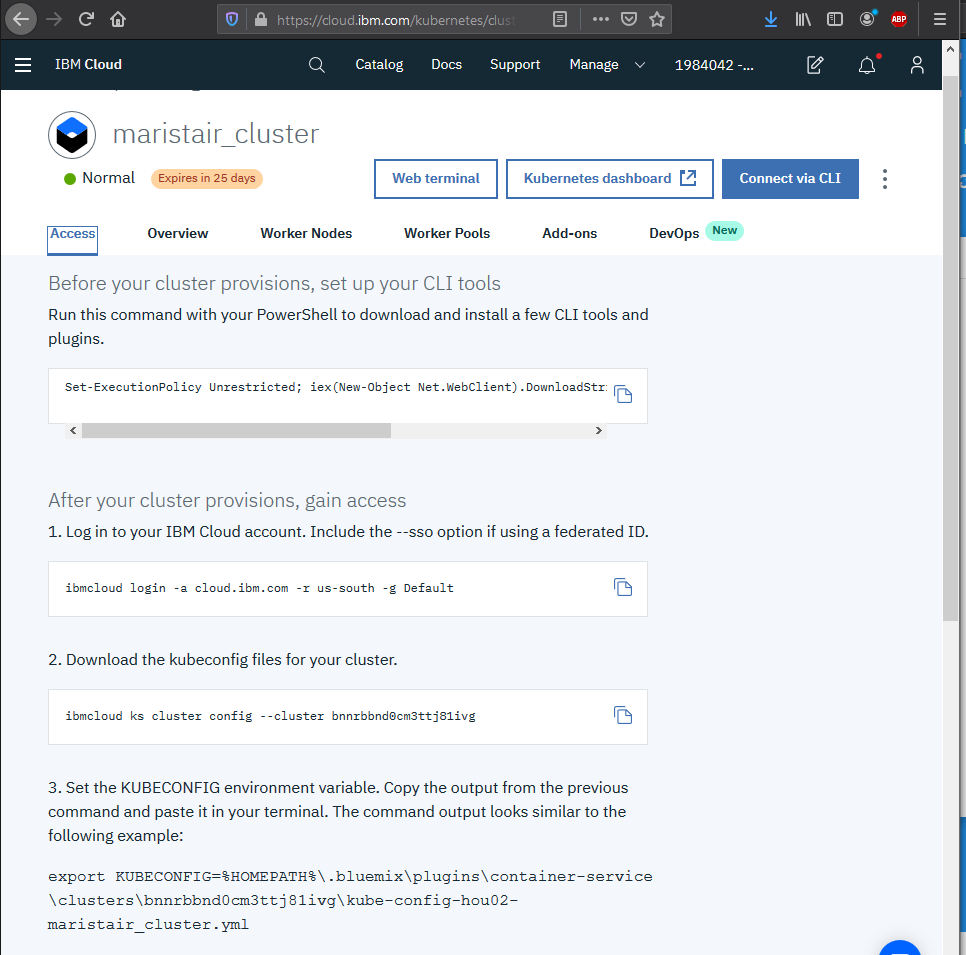 https://cloud.ibm.com/kubernetes/clust
ABP
IBM Cloud
Catalog
Docs
Support
Manage
1984042 -...
maristair_cluster
Normal
Expires in 25 days
Web terminal
Kubernetes dashboard
Connect via CLI
Access
Overview
Worker Nodes
Worker Pools
Add-ons
DevOps
New
Before your cluster provisions, set up your CLI tools
Run this command with your PowerShell to download and install a few CLI tools and
plugins.
Set-ExecutionPolicy Unrestricted; iex(New-Object Net.WebClient).DownloadStr
After your cluster provisions, gain access
1. Log in to your IBM Cloud account. Include the --sso option if using a federated ID.
ibmcloud login -a cloud.ibm.com -r us-south -g Default
2. Download the kubeconfig files for your cluster.
ibmcloud ks cluster config --cluster bnnrbbnd0cm3ttj81ivg
3. Set the KUBECONFIG environment variable. Copy the output from the previous
command and paste it in your terminal. The command output looks similar to the
following example:
export KUBECONFIG=%HOMEPATH%\.bluemix\plugins\container-service
\clusters\bnnrbbnd0cm3ttj81ivg\kube-config-hou02-
maristair_cluster.yml